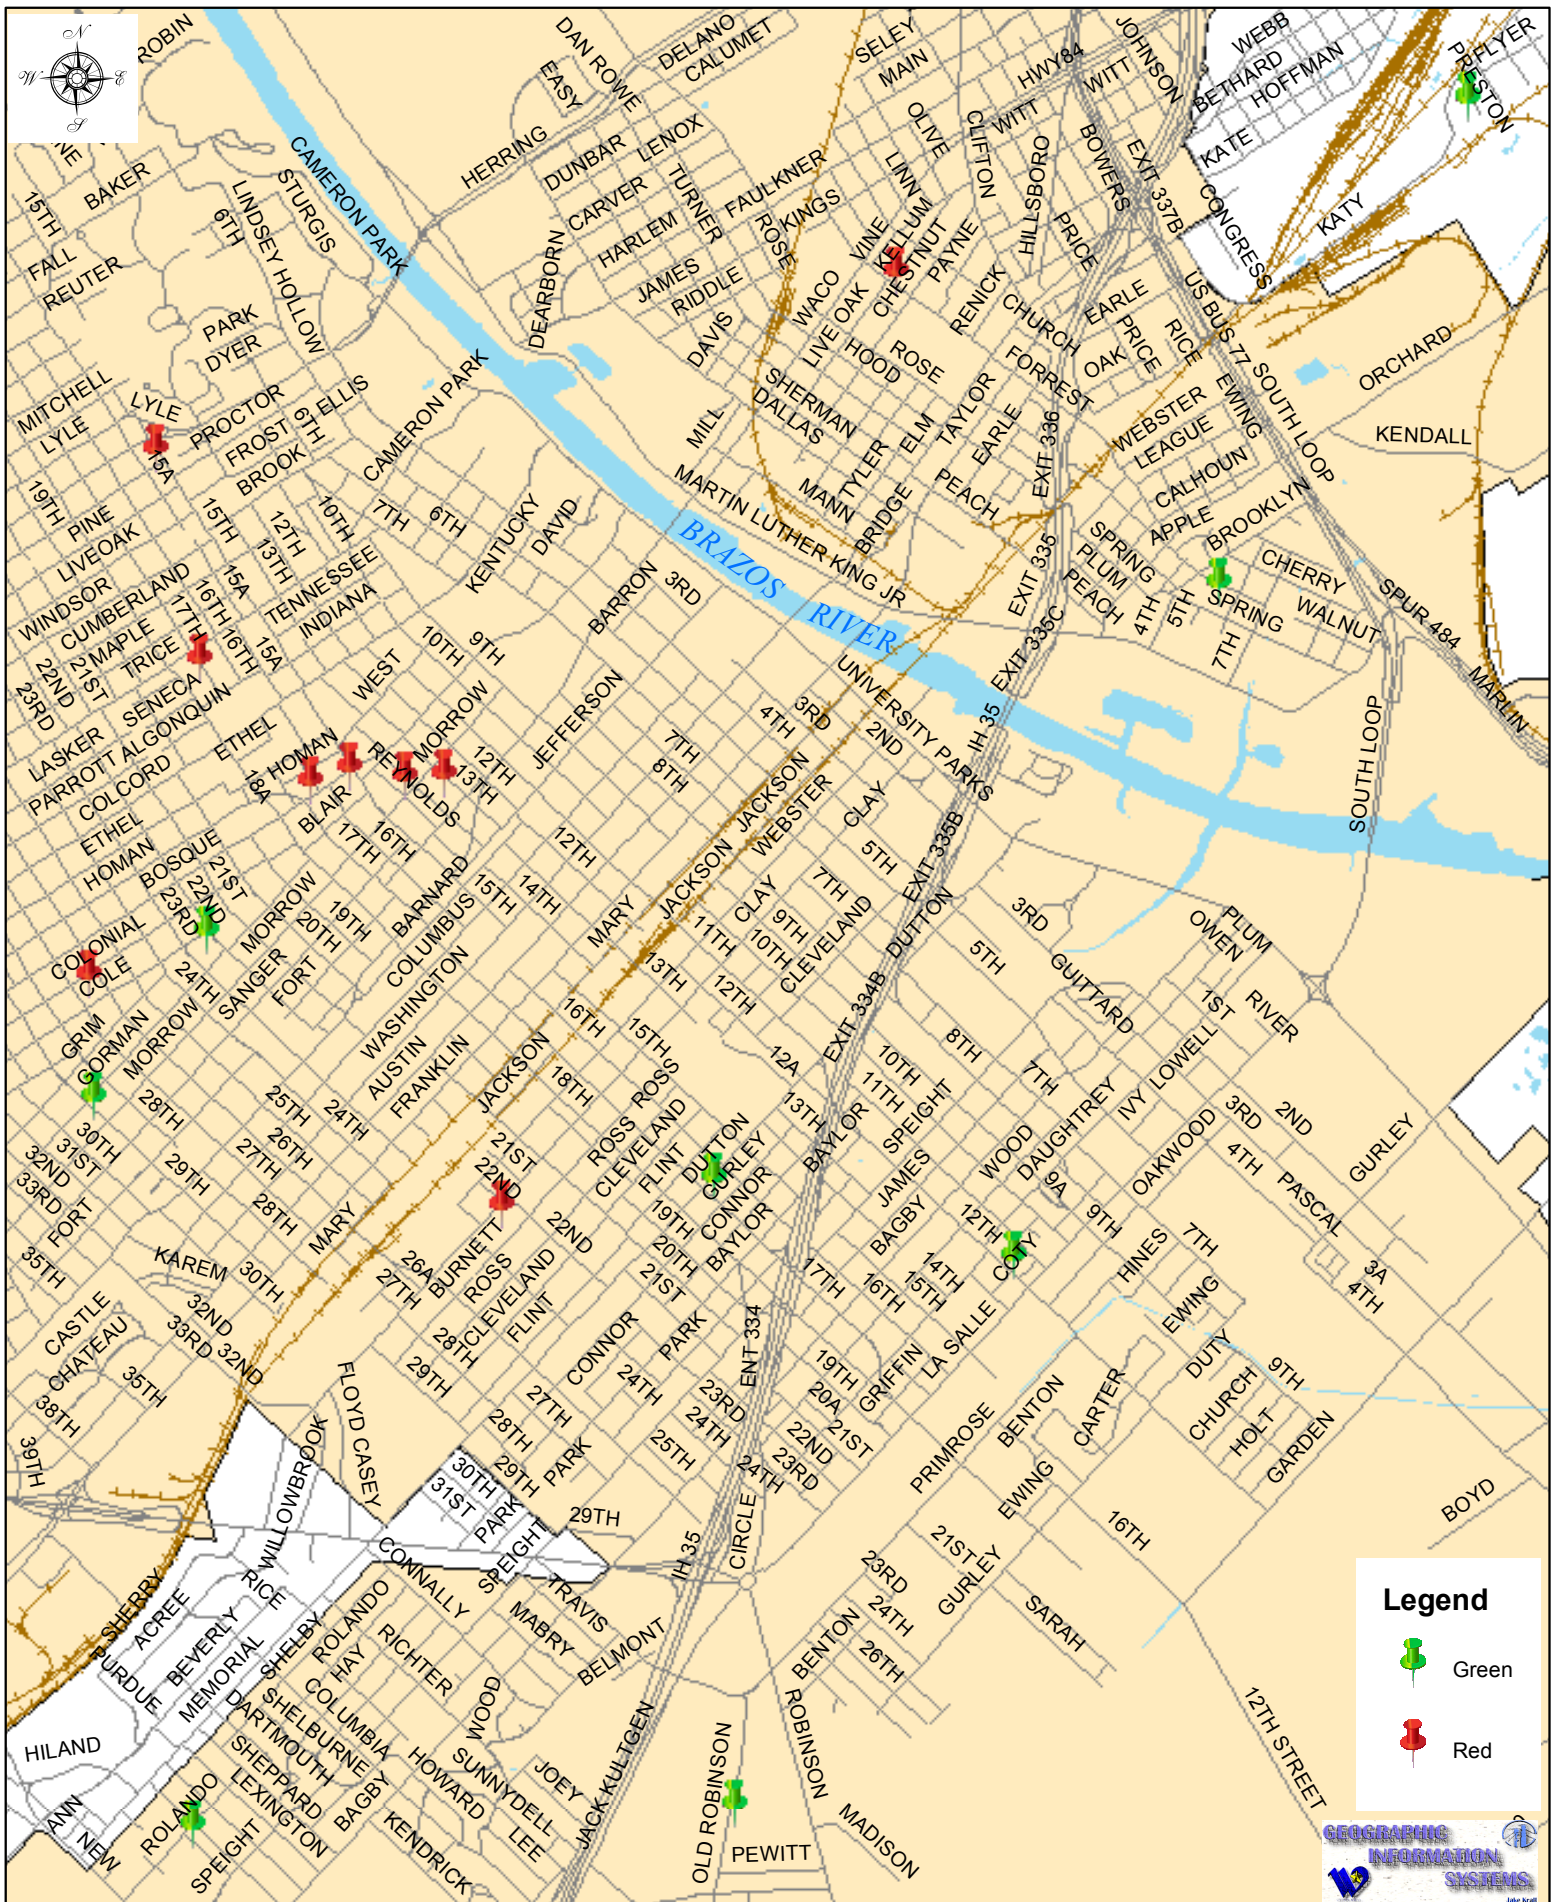 N
W
E
S
ROBIN
DAN ROWE
EASY
DELANO
CALUMET
SELEY
MAIN
HWY84
WITT
JOHNSON
WEBB
BETHARD
HOFFMAN
FLYER
PRESTON
KATE
KATY
CONGRESS
BAKER
15TH
FALL
REUTER
LINDSEY HOLLOW
6TH
STURGIS
CAMERON PARK
HERRING
DUNBAR
LENOX
CARVER
TURNER
HARLEM
FAULKNER
KINGS
ROSE
JAMES
RIDDLE
DAVIS
DEARBORN
OLIVE
LINN
CLIFTON
WITT
HILLSBORO
BOWERS
EXIT 337B
VINE
KELLUM
CHESTNUT
PAYNE
PRICE
WACO
LIVE OAK
RENICK
CHURCH
EARLE
PRICE
RICE
US BUS 77
SOUTH LOOP
ORCHARD
KENDALL
HOOD
ROSE
FORREST
OAK
EWING
SHERMAN
DALLAS
TAYLOR
EARLE
ELM
TYLER
MANN
BRIDGE
PEACH
EXIT 336
WEBSTER
LEAGUE
CALHOUN
APPLE
BROOKLYN
MILL
MARTIN LUTHER KING JR
PARK
DYER
MITCHELL
LYLE
LYLE
15A
PROCTOR
6TH
ELLIS
FROST
BROOK
CAMERON PARK
19TH
PINE
LIVEOAK
WINDSOR
CUMBERLAND
MAPLE
TRICE
15TH
12TH
13TH
10TH
7TH
6TH
KENTUCKY
DAVID
TENNESSEE
INDIANA
15A
16TH
17TH
16TH
15A
22ND
21ST
23RD
BRAZOS RIVER
EXIT 335
EXIT 335C
SPRING
PLUM
PEACH
4TH
5TH
SPRING
7TH
CHERRY
WALNUT
SPUR 484
MARLIN
SOUTH LOOP
BARRON
3RD
9TH
10TH
WEST
SENECA
LASKER
PARROTT
ALGONQUIN
COLCORD
ETHEL
ETHEL
HOMAN
HOMAN
18A
BLAIR
REYNOLDS
MORROW
12TH
13TH
JEFFERSON
7TH
8TH
4TH
3RD
2ND
UNIVERSITY PARKS
IH 35
JACKSON
WEBSTER
CLAY
5TH
7TH
EXIT 335B
BOSQUE
21ST
22ND
23RD
17TH
16TH
MORROW
19TH
20TH
BARNARD
COLUMBUS
15TH
14TH
12TH
MARY
JACKSON
CLAY
9TH
10TH
11TH
13TH
12TH
CLEVELAND
DUTTON
3RD
5TH
GUITTARD
PLUM
OWEN
1ST
RIVER
COLONIAL
COLE
24TH
SANGER
FORT
WASHINGTON
AUSTIN
FRANKLIN
JACKSON
16TH
15TH
18TH
ROSS
12A
EXIT 334B
8TH
10TH
11TH
SPEIGHT
7TH
DAUGHTREY
IVY
LOWELL
GRIM
GORMAN
MORROW
28TH
25TH
24TH
26TH
27TH
28TH
29TH
30TH
31ST
32ND
33RD
FORT
35TH
MARY
21ST
22ND
ROSS
CLEVELAND
FLINT
DUTTON
GURLEY
CONNOR
BAYLOR
13TH
BAYLOR
JAMES
BAGBY
WOOD
9A
9TH
OAKWOOD
3RD
4TH
2ND
PASCAL
GURLEY
3A
4TH
19TH
20TH
21ST
22ND
BURNETT
ROSS
CLEVELAND
FLINT
26A
27TH
28TH
29TH
KAREM
30TH
32ND
33RD
32ND
CASTLE
CHATEAU
35TH
38TH
39TH
12TH
COTY
14TH
15TH
16TH
17TH
HINES
7TH
EWING
DUTY
9TH
CHURCH
HOLT
GARDEN
BOYD
PARK
ENT 334
CONNOR
24TH
23RD
24TH
25TH
24TH
27TH
28TH
29TH
PARK
29TH
30TH
31ST
PARK
SPEIGHT
19TH
20A
21ST
22ND
23RD
GRIFFIN
LA SALLE
PRIMROSE
BENTON
CARTER
EWING
16TH
FLOYD CASEY
WILLOWBROOK
CONNALLY
RICE
SHERRY
ACREE
BEVERLY
PURDUE
MEMORIAL
SHELBY
ROLANDO
HAY
RICHTER
TRAVIS
MABRY
BELMONT
IH 35
CIRCLE
23RD
24TH
26TH
BENTON
21ST
GURLEY
SARAH
12TH STREET
HILAND
ANN
NEW
COLUMBIA
SHELBURNE
DARTMOUTH
SHEPPARD
LEXINGTON
ROLANDO
SPEIGHT
BAGBY
WOOD
HOWARD
SUNNYDELL
KENDRICK
LEE
JOEY
JACK KULTGEN
OLD ROBINSON
ROBINSON
PEWITT
MADISON
Legend
Green
Red
GEOGRAPHIC
INFORMATION
SYSTEMS
Jake Krall